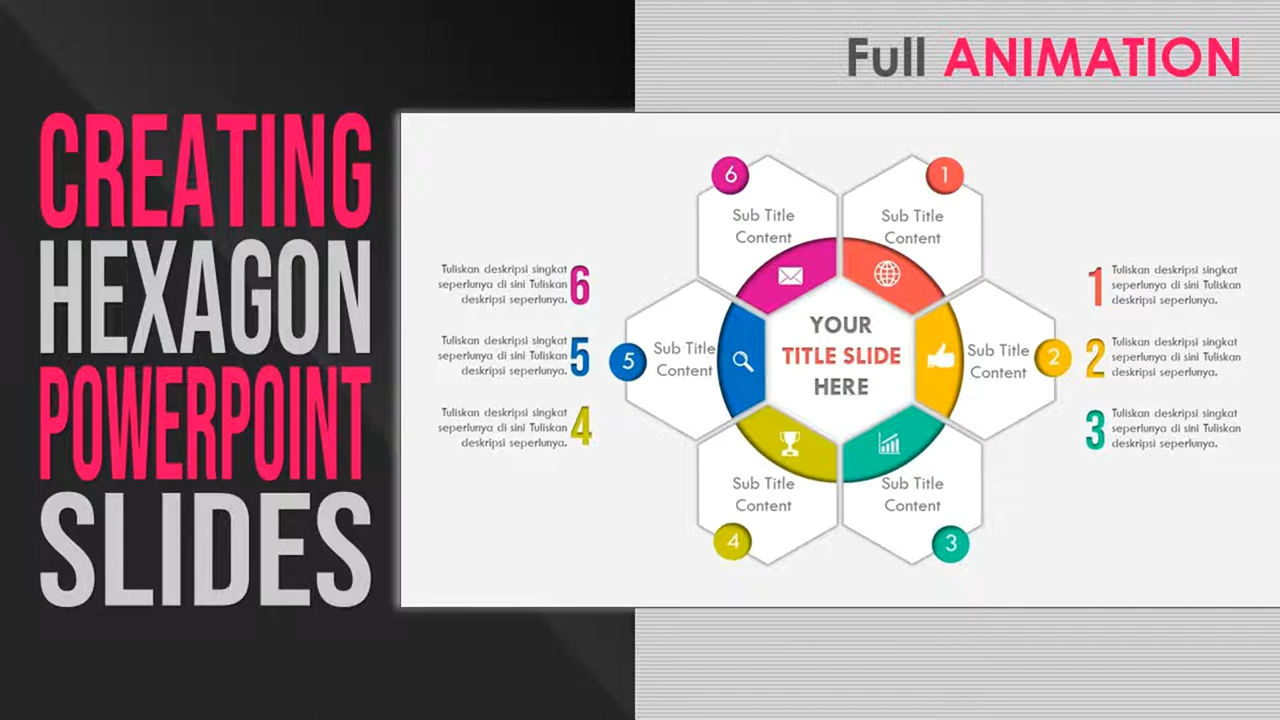 Full ANIMATION
CREATING
HEXAGON
POWERPOINT
SLIDES
6
Sub Title
Content
1
Sub Title
Content
5
Sub Title
Content
YOUR
TITLE SLIDE
HERE
Sub Title
Content
2
Sub Title
Content
4
Sub Title
Content
3
Tuliskan deskripsi singkat
seperlunya di sini Tuliskan
deskripsi seperlunya.
6
Tuliskan deskripsi singkat
seperlunya di sini Tuliskan
deskripsi seperlunya.
5
Tuliskan deskripsi singkat
seperlunya di sini Tuliskan
deskripsi seperlunya.
4
1
Tuliskan deskripsi singkat
seperlunya di sini Tuliskan
deskripsi seperlunya.
2
Tuliskan deskripsi singkat
seperlunya di sini Tuliskan
deskripsi seperlunya.
3
Tuliskan deskripsi singkat
seperlunya di sini Tuliskan
deskripsi seperlunya.